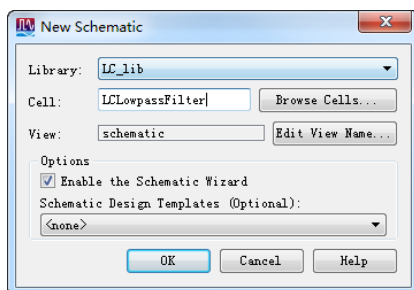 New Schematic
Library: LC_lib
Cell: LCLowpassFilter Browse Cells...
View: schematic Edit View Name...
Options
Enable the Schematic Wizard
Schematic Design Templates (Optional):
<none>
OK Cancel Help